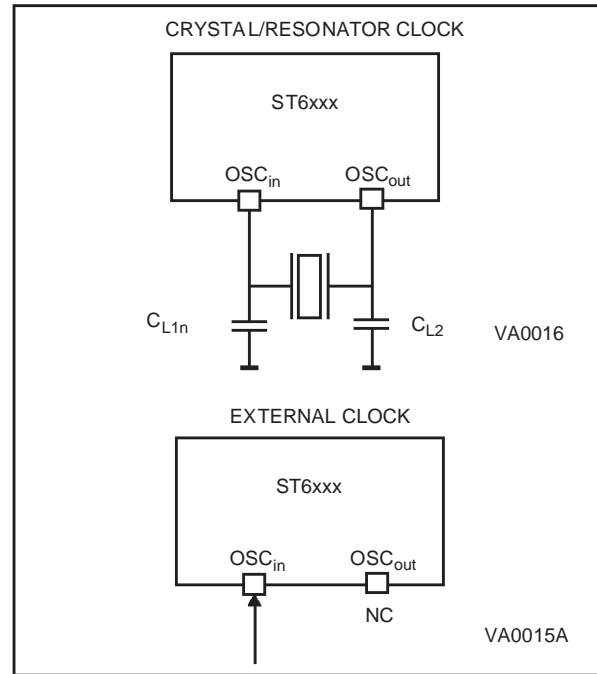 CRYSTAL/RESONATOR CLOCK
ST6xxx
OSCin OSCout
CL1n CL2 VA0016
EXTERNAL CLOCK
ST6xxx
OSCin OSCout
NC
VA0015A